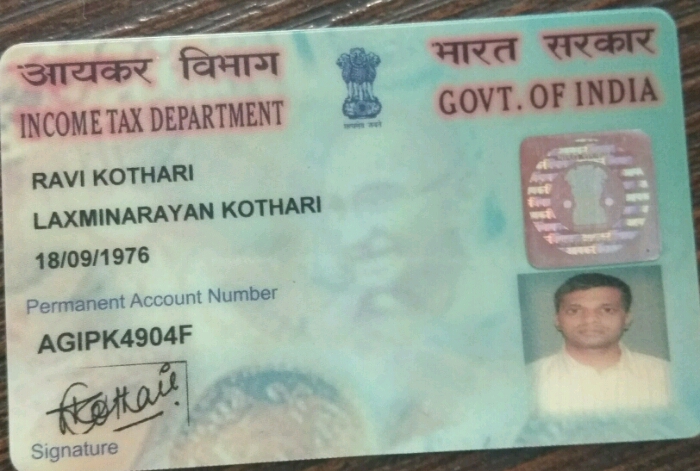 आयकर विभाग
INCOME TAX DEPARTMENT
भारत सरकार
GOVT. OF INDIA
सत्यमेव जयते
RAVI KOTHARI
LAXMINARAYAN KOTHARI
18/09/1976
Permanent Account Number
AGIPK4904F
Kothari
Signature